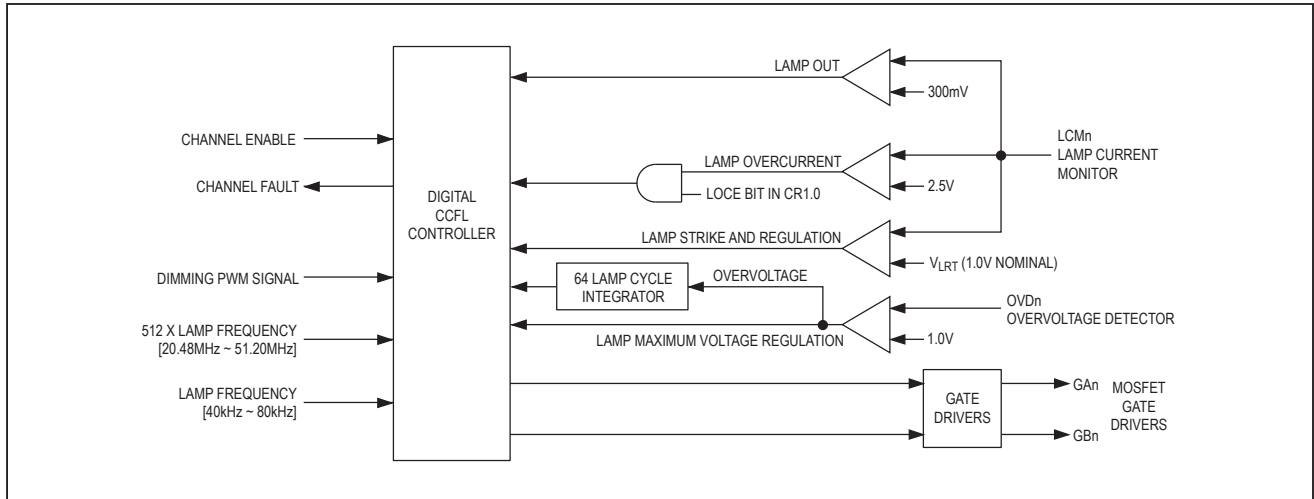 LAMP OUT
300mV
CHANNEL ENABLE
LCMn
LAMP CURRENT
MONITOR
LAMP OVERCURRENT
2.5V
CHANNEL FAULT
LOCE BIT IN CR1.0
DIGITAL
CCFL
CONTROLLER
LAMP STRIKE AND REGULATION
VLRT (1.0V NOMINAL)
DIMMING PWM SIGNAL
64 LAMP CYCLE
INTEGRATOR
OVERVOLTAGE
OVDn
OVERVOLTAGE DETECTOR
512 X LAMP FREQUENCY
[20.48MHz ~ 51.20MHz]
LAMP MAXIMUM VOLTAGE REGULATION
1.0V
LAMP FREQUENCY
[40kHz ~ 80kHz]
GATE
DRIVERS
GAn
GBn
MOSFET
GATE
DRIVERS